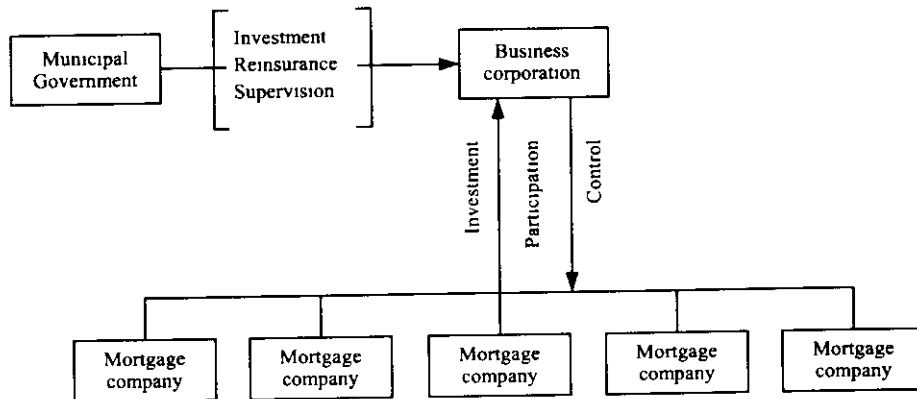 Municipal
Government
Investment
Reinsurance
Supervision
Business
corporation
Investment
Participation
Control
Mortgage
company
Mortgage
company
Mortgage
company
Mortgage
company
Mortgage
company